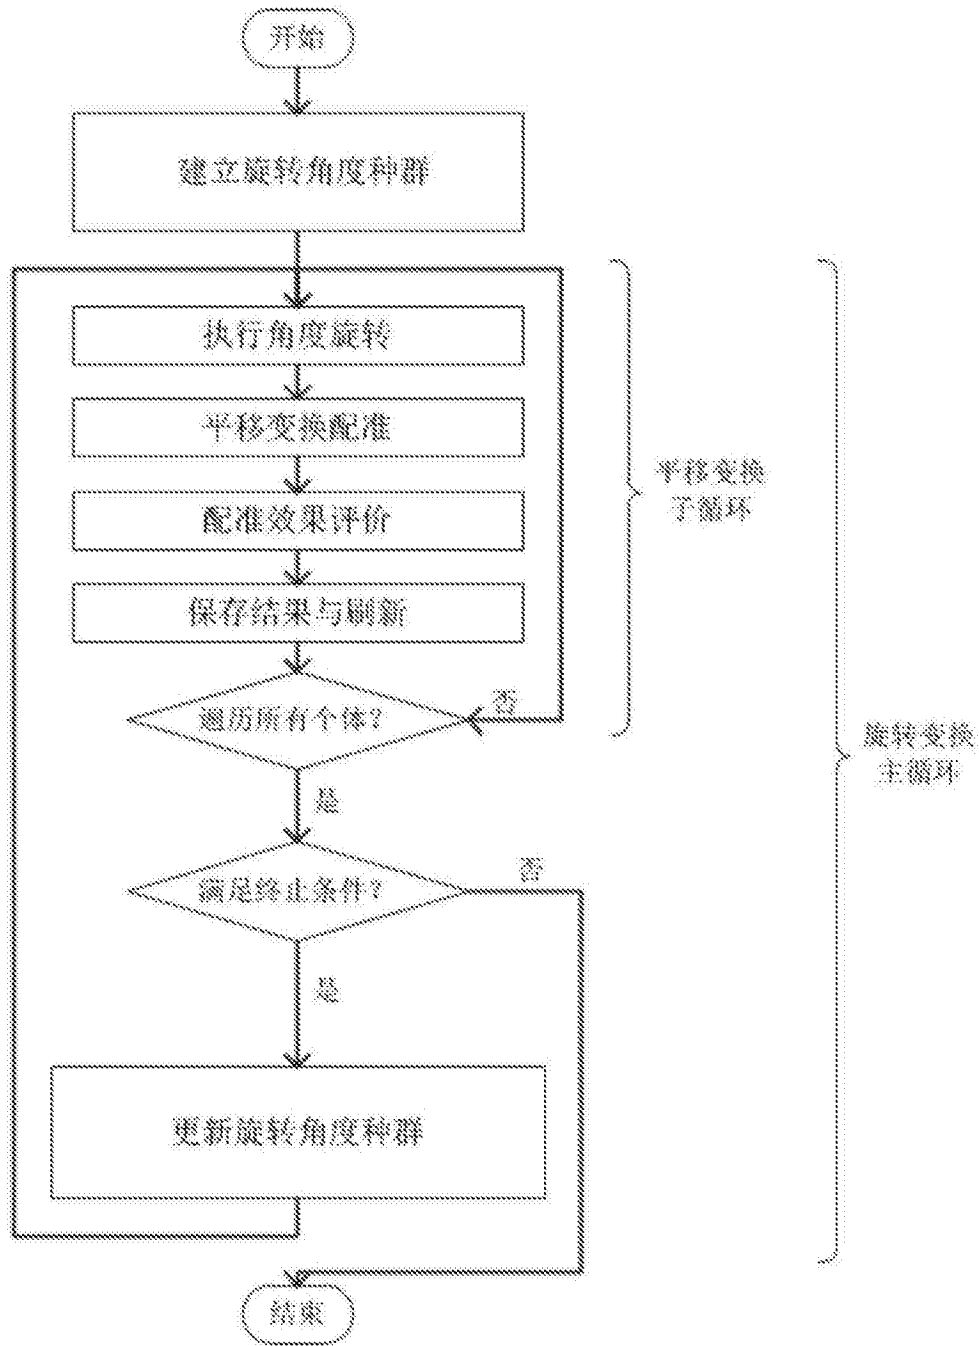 开始
建立旋转角度种群
执行角度旋转
平移变换配准
配准效果评价
保存结果与刷新
遍历所有个体？
否
是
满足终止条件？
否
是
更新旋转角度种群
结束
平移变换
子循环
旋转变换
主循环